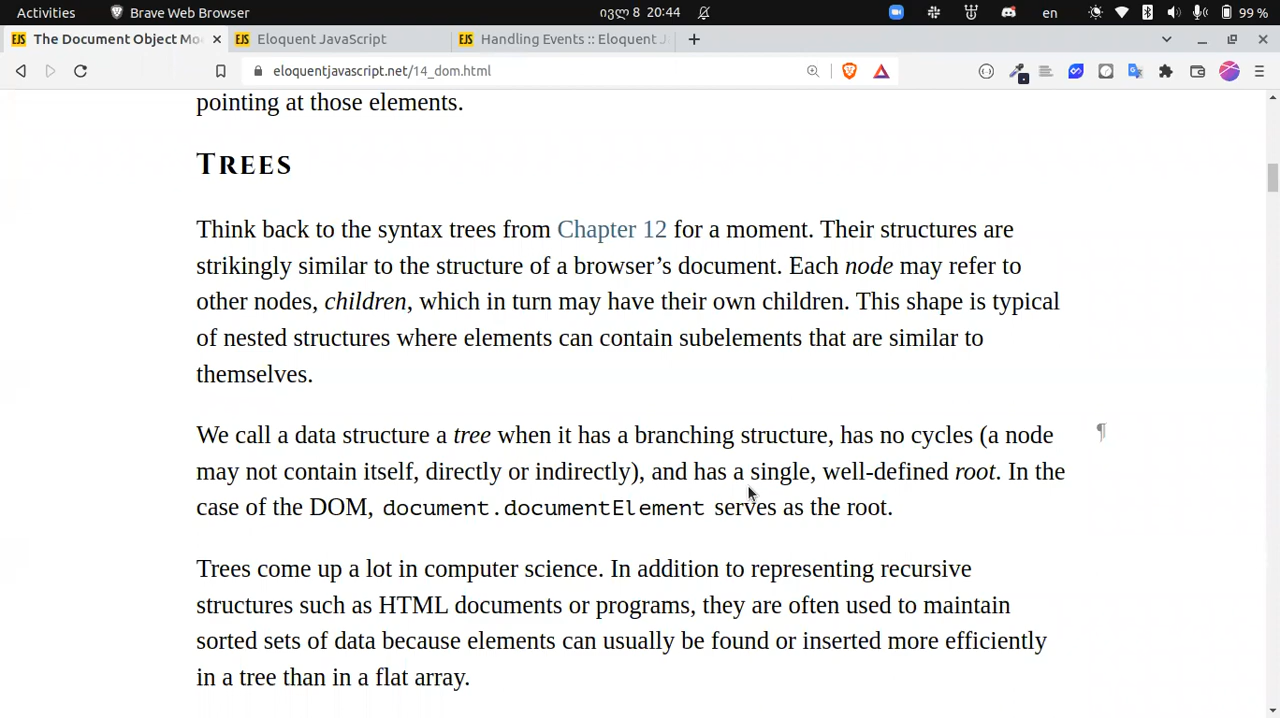 Activities Brave Web Browser ივლ 8 20:44 en 99 %
The Document Object Mo EJS Eloquent JavaScript EJS Handling Events :: Eloquent J
eloquentjavascript.net/14_dom.html
pointing at those elements.
TREES
Think back to the syntax trees from Chapter 12 for a moment. Their structures are
strikingly similar to the structure of a browser’s document. Each node may refer to
other nodes, children, which in turn may have their own children. This shape is typical
of nested structures where elements can contain subelements that are similar to
themselves.
We call a data structure a tree when it has a branching structure, has no cycles (a node ¶
may not contain itself, directly or indirectly), and has a single, well-defined root. In the
case of the DOM, document.documentElement serves as the root.
Trees come up a lot in computer science. In addition to representing recursive
structures such as HTML documents or programs, they are often used to maintain
sorted sets of data because elements can usually be found or inserted more efficiently
in a tree than in a flat array.